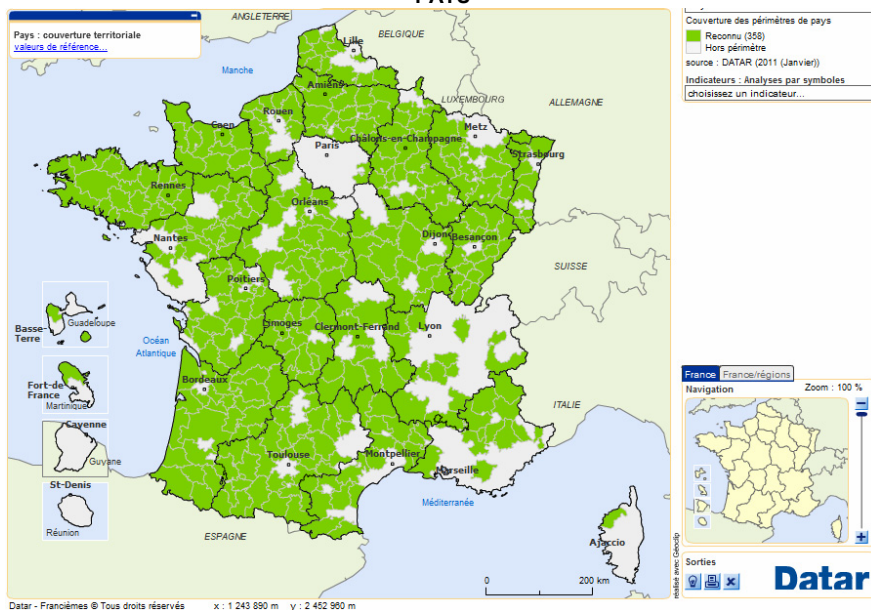 PAYS
Pays : couverture territoriale
valeurs de référence...
Couverture des périmètres de pays
Reconnu (358)
Hors périmètre
source : DATAR (2011 (Janvier))
Indicateurs : Analyses par symboles
choisissez un indicateur...
ANGLETERRE
BELGIQUE
Lille
Manche
Amiens
LUXEMBOURG
ALLEMAGNE
Rouen
Caen
Metz
Paris
Châlons-en-Champagne
Strasbourg
Rennes
Orléans
Nantes
Dijon
Besançon
SUISSE
Poitiers
Limoges
Clermont-Ferrand
Lyon
Basse-
Terre
Guadeloupe
Océan
Atlantique
Bordeaux
Fort-de-
France
Martinique
ITALIE
Cayenne
Guyane
Toulouse
Montpellier
Marseille
St-Denis
Réunion
Méditerranée
ESPAGNE
Ajaccio
0
200 km
réalisé avec Géoclip
France
France/régions
Navigation
Zoom : 100 %
Sorties
Datar
Datar - Francièmes © Tous droits réservés
x : 1 243 890 m
y : 2 452 960 m